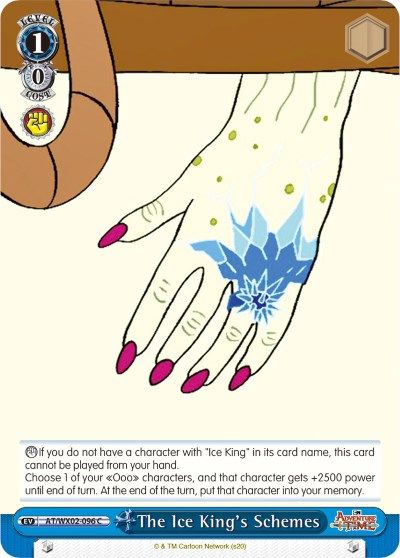 LEVEL
1
0
COST
If you do not have a character with "Ice King" in its card name, this card
cannot be played from your hand.
Choose 1 of your «Ooo» characters, and that character gets +2500 power
until end of turn. At the end of the turn, put that character into your memory.
EV AT/WX02-096 C The Ice King's Schemes ADVENTURE TIME
© & TM Cartoon Network (s20)